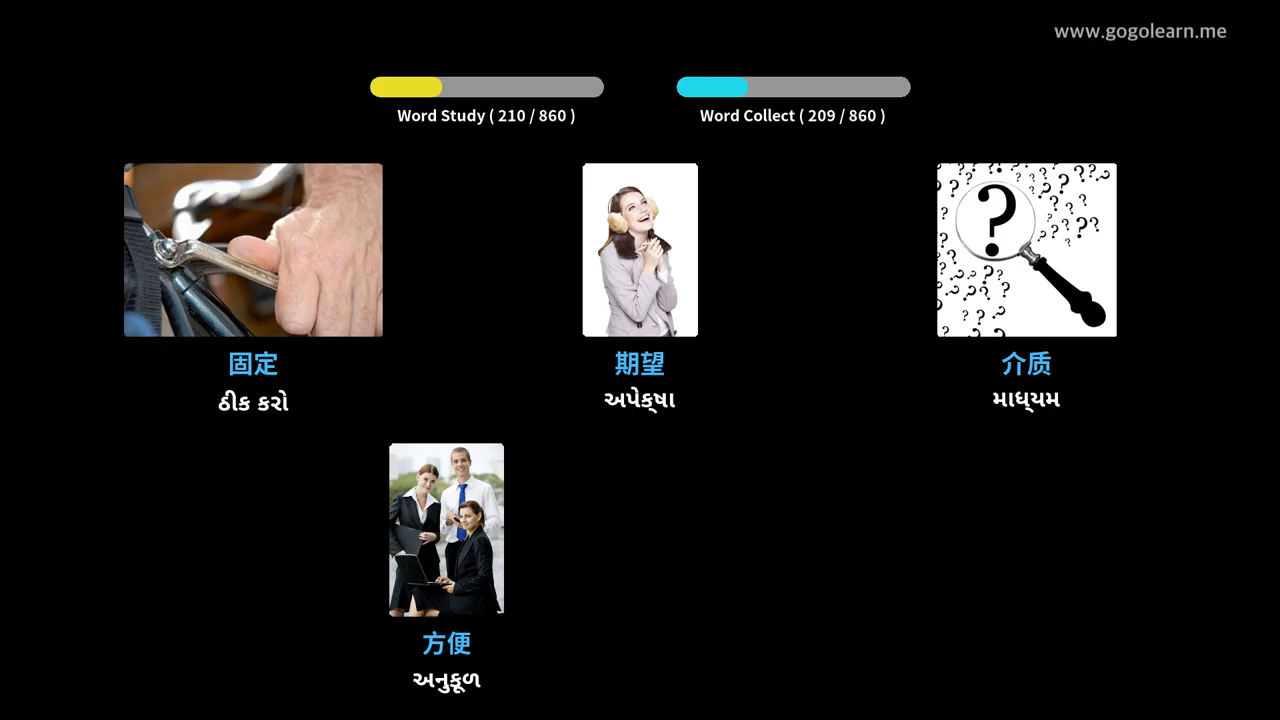 www.gogolearn.me
Word Study ( 210 / 860 )
Word Collect ( 209 / 860 )
固定
期望
介质
ઠીક કરો
અપેક્ષા
માધ્યમ
方便
અનુકૂળ